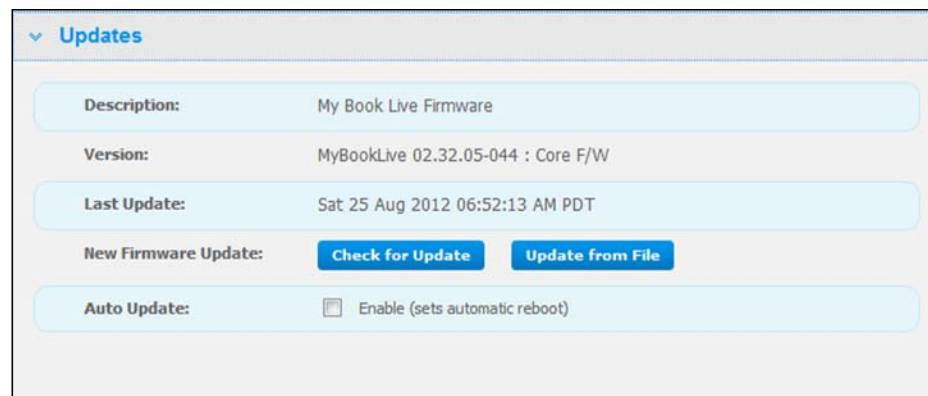 Updates
Description: My Book Live Firmware
Version: MyBookLive 02.32.05-044 : Core F/W
Last Update: Sat 25 Aug 2012 06:52:13 AM PDT
New Firmware Update: Check for Update Update from File
Auto Update: Enable (sets automatic reboot)